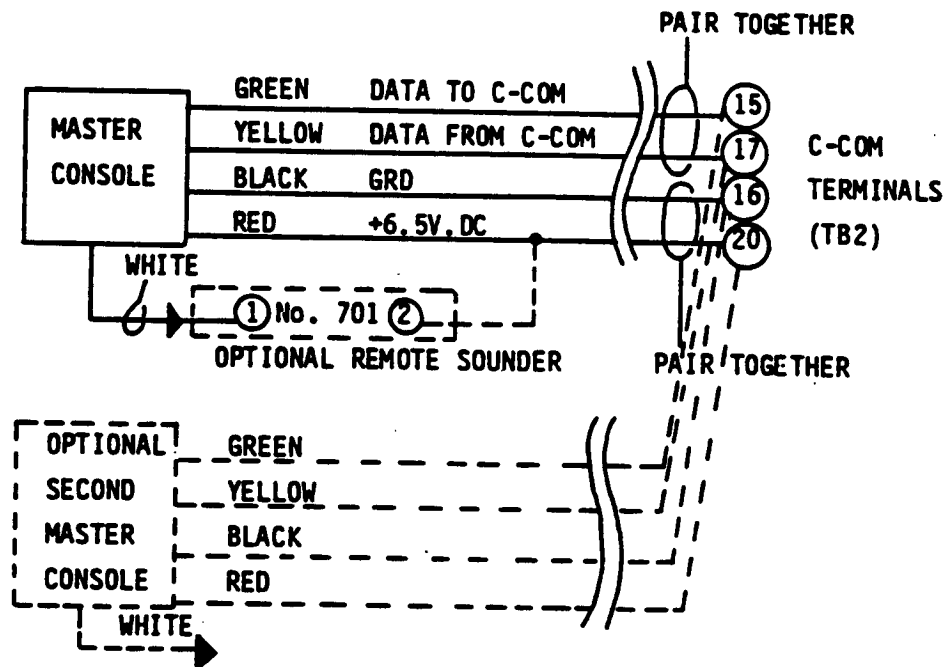 PAIR TOGETHER
GREEN DATA TO C-COM
15
MASTER
CONSOLE
YELLOW DATA FROM C-COM
17
C-COM
TERMINALS
(TB2)
BLACK GRD
16
RED +6.5V.DC
20
WHITE
1 No. 701 2
OPTIONAL REMOTE SOUNDER
PAIR TOGETHER
OPTIONAL
SECOND
MASTER
CONSOLE
GREEN
YELLOW
BLACK
RED
WHITE